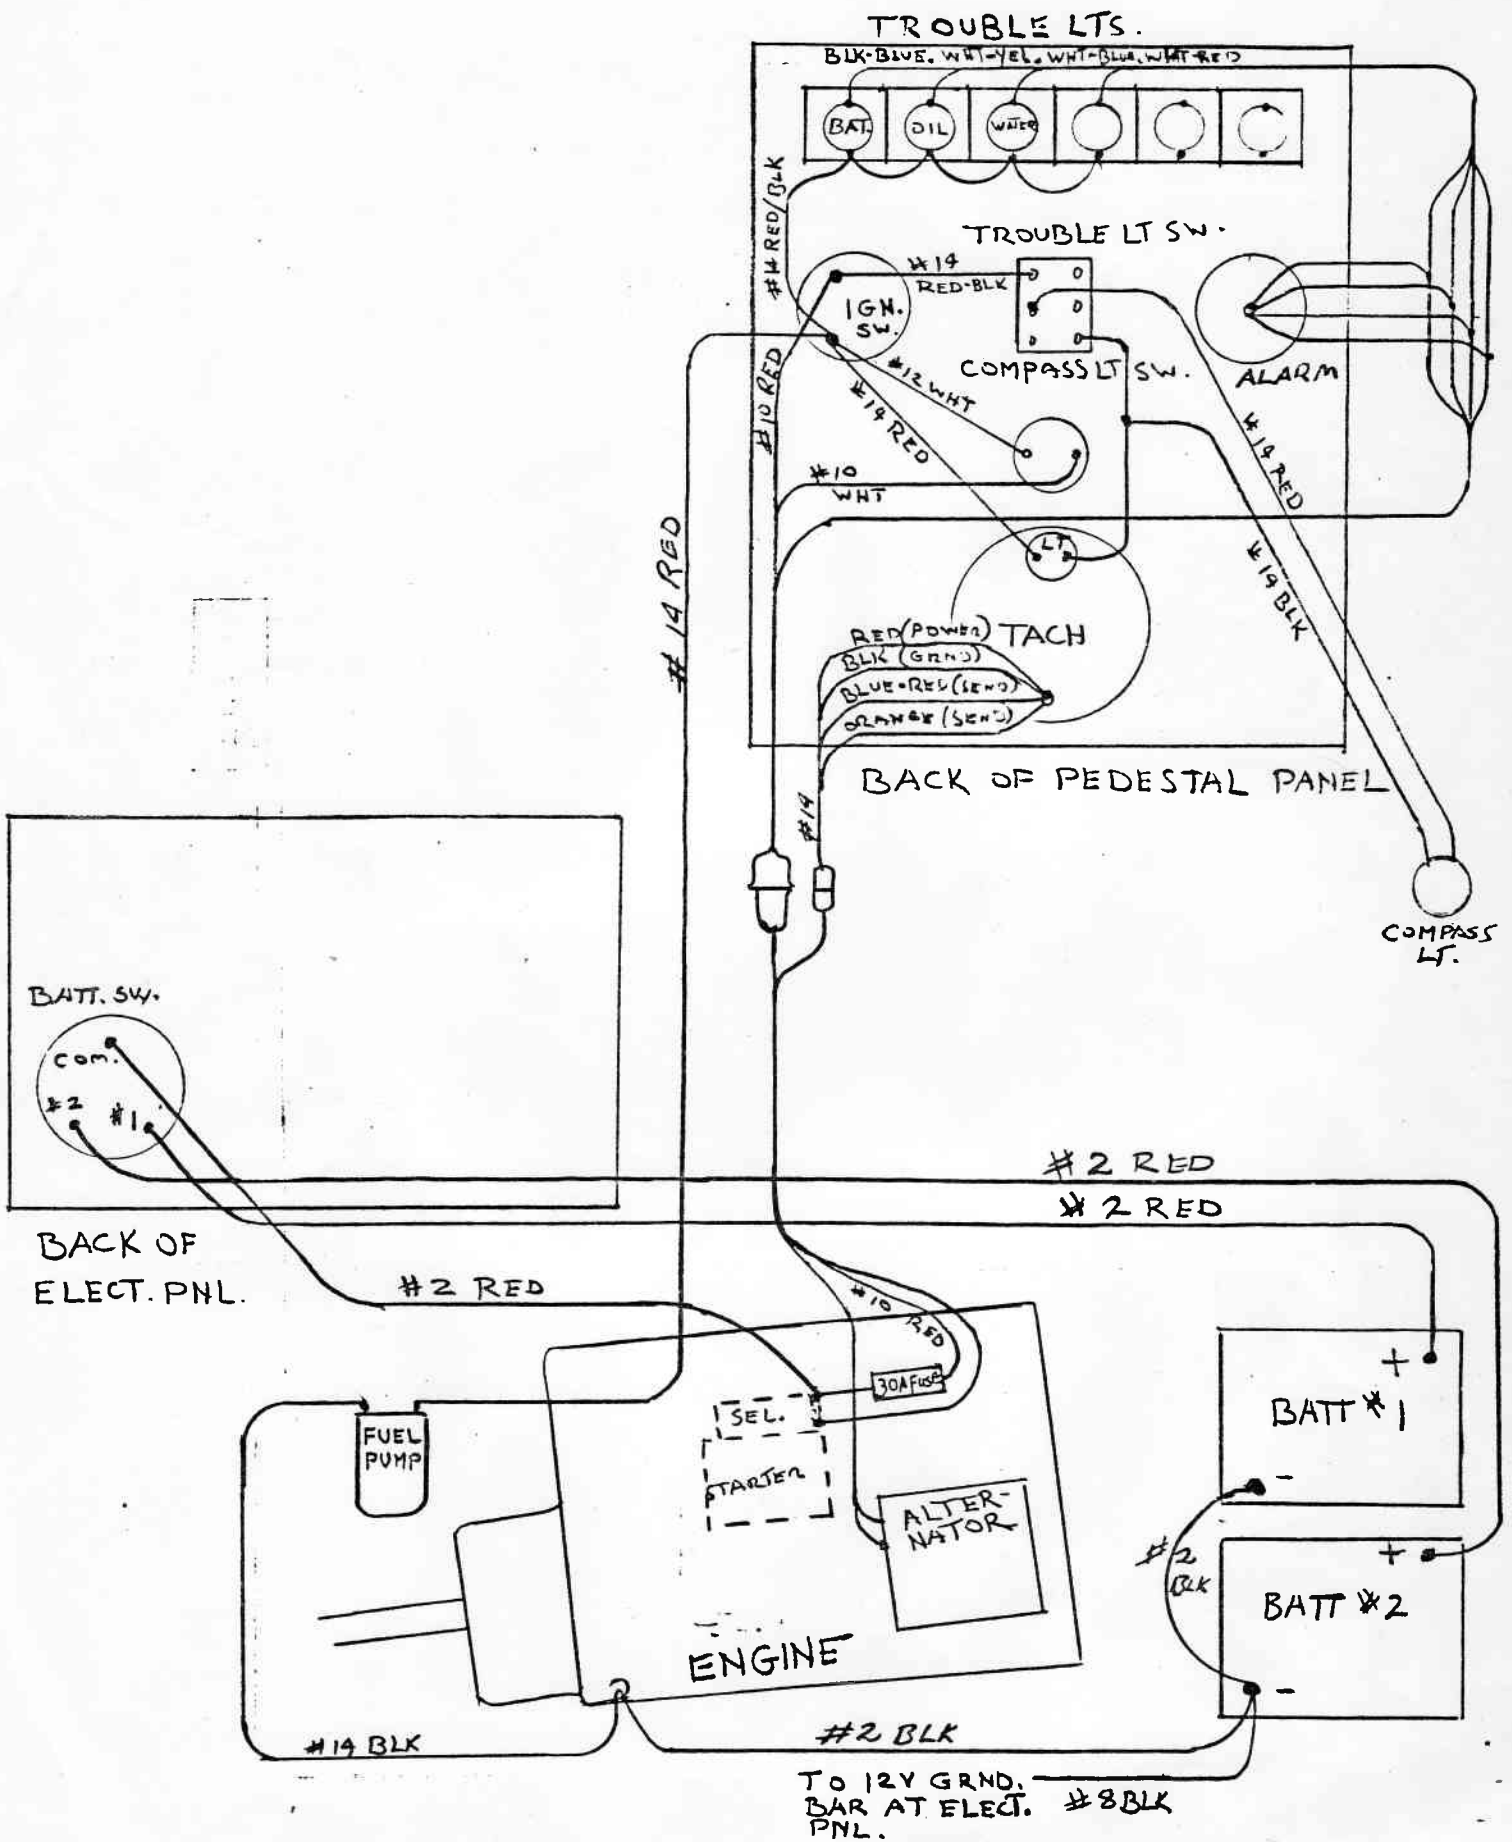 TROUBLE LTS.
BLK-BLUE. WHT-YEL. WHT-BLUE. WHT-RED
BAT.
OIL
WATER
#14 RED/BLK
TROUBLE LT SW.
#14
RED-BLK
IGN.
SW.
COMPASS LT SW.
ALARM
#10 RED
#12 WHT
#14 RED
#14 RED
#10
WHT
#14 RED
LT
#14 BLK
TACH
RED (POWER)
BLK (GRND)
BLUE-RED (SEND)
ORANGE (SEND)
BACK OF PEDESTAL PANEL
#14
COMPASS
LT.
BATT. SW.
COM.
#2
#1
#2 RED
#2 RED
BACK OF
ELECT. PNL.
#2 RED
#10
RED
30A FUSE
SEL.
STARTER
FUEL
PUMP
ALTER-
NATOR
+
BATT #1
-
#2
BLK
+
BATT #2
-
ENGINE
#14 BLK
#2 BLK
TO 12V GRND.
BAR AT ELECT.
PNL.
#8 BLK